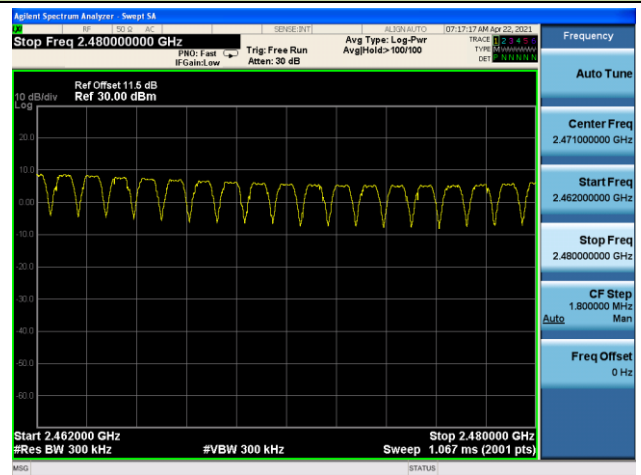 Agilent Spectrum Analyzer - Swept SA
RF 50 Ω AC SENSE:INT ALIGN AUTO 07:17:17 AM Apr 22, 2021
Stop Freq 2.480000000 GHz
PNO: Fast
IFGain:Low
Trig: Free Run
Atten: 30 dB
Avg Type: Log-Pwr
Avg|Hold:>100/100
TRACE 1 2 3 4 5 6
TYPE M
DET P N N N N N
Ref Offset 11.5 dB
10 dB/div Ref 30.00 dBm
Log
20.0
10.0
0.00
-10.0
-20.0
-30.0
-40.0
-50.0
-60.0
Start 2.462000 GHz Stop 2.480000 GHz
#Res BW 300 kHz #VBW 300 kHz Sweep 1.067 ms (2001 pts)
MSG STATUS
Frequency
Auto Tune
Center Freq
2.471000000 GHz
Start Freq
2.462000000 GHz
Stop Freq
2.480000000 GHz
CF Step
1.800000 MHz
Auto Man
Freq Offset
0 Hz